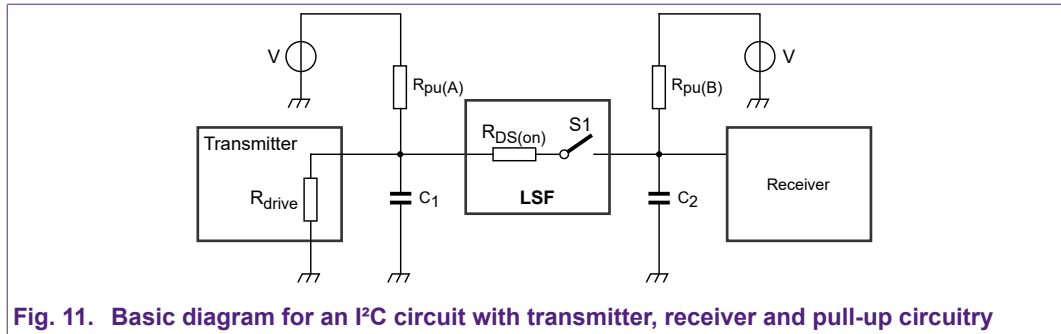 V
Rpu(A)
Rpu(B)
V
Transmitter
RDS(on)
S1
Rdrive
C1
LSF
C2
Receiver
Fig. 11. Basic diagram for an I²C circuit with transmitter, receiver and pull-up circuitry